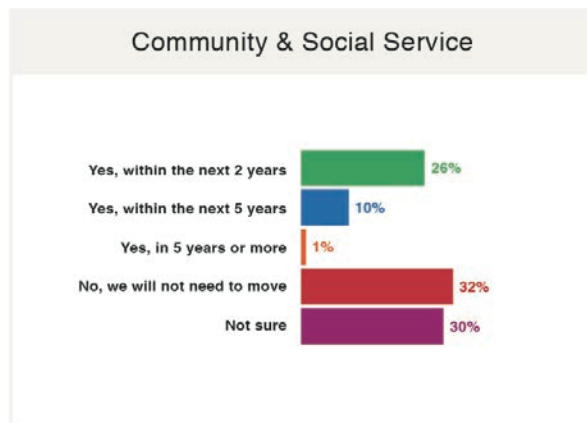 Community & Social Service
Yes, within the next 2 years 26%
Yes, within the next 5 years 10%
Yes, in 5 years or more 1%
No, we will not need to move 32%
Not sure 30%